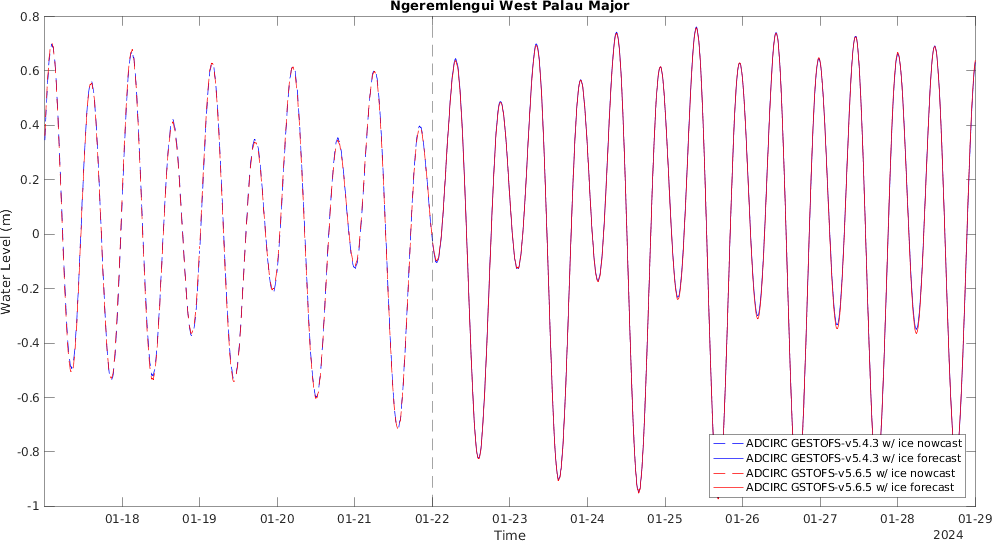 Ngeremlengui West Palau Major
0.8
0.6
0.4
0.2
0
-0.2
-0.4
-0.6
-0.8
-1
Water Level (m)
ADCIRC GESTOFS-v5.4.3 w/ ice nowcast
ADCIRC GESTOFS-v5.4.3 w/ ice forecast
ADCIRC GSTOFS-v5.6.5 w/ ice nowcast
ADCIRC GSTOFS-v5.6.5 w/ ice forecast
01-18 01-19 01-20 01-21 01-22 01-23 01-24 01-25 01-26 01-27 01-28 01-29
Time
2024